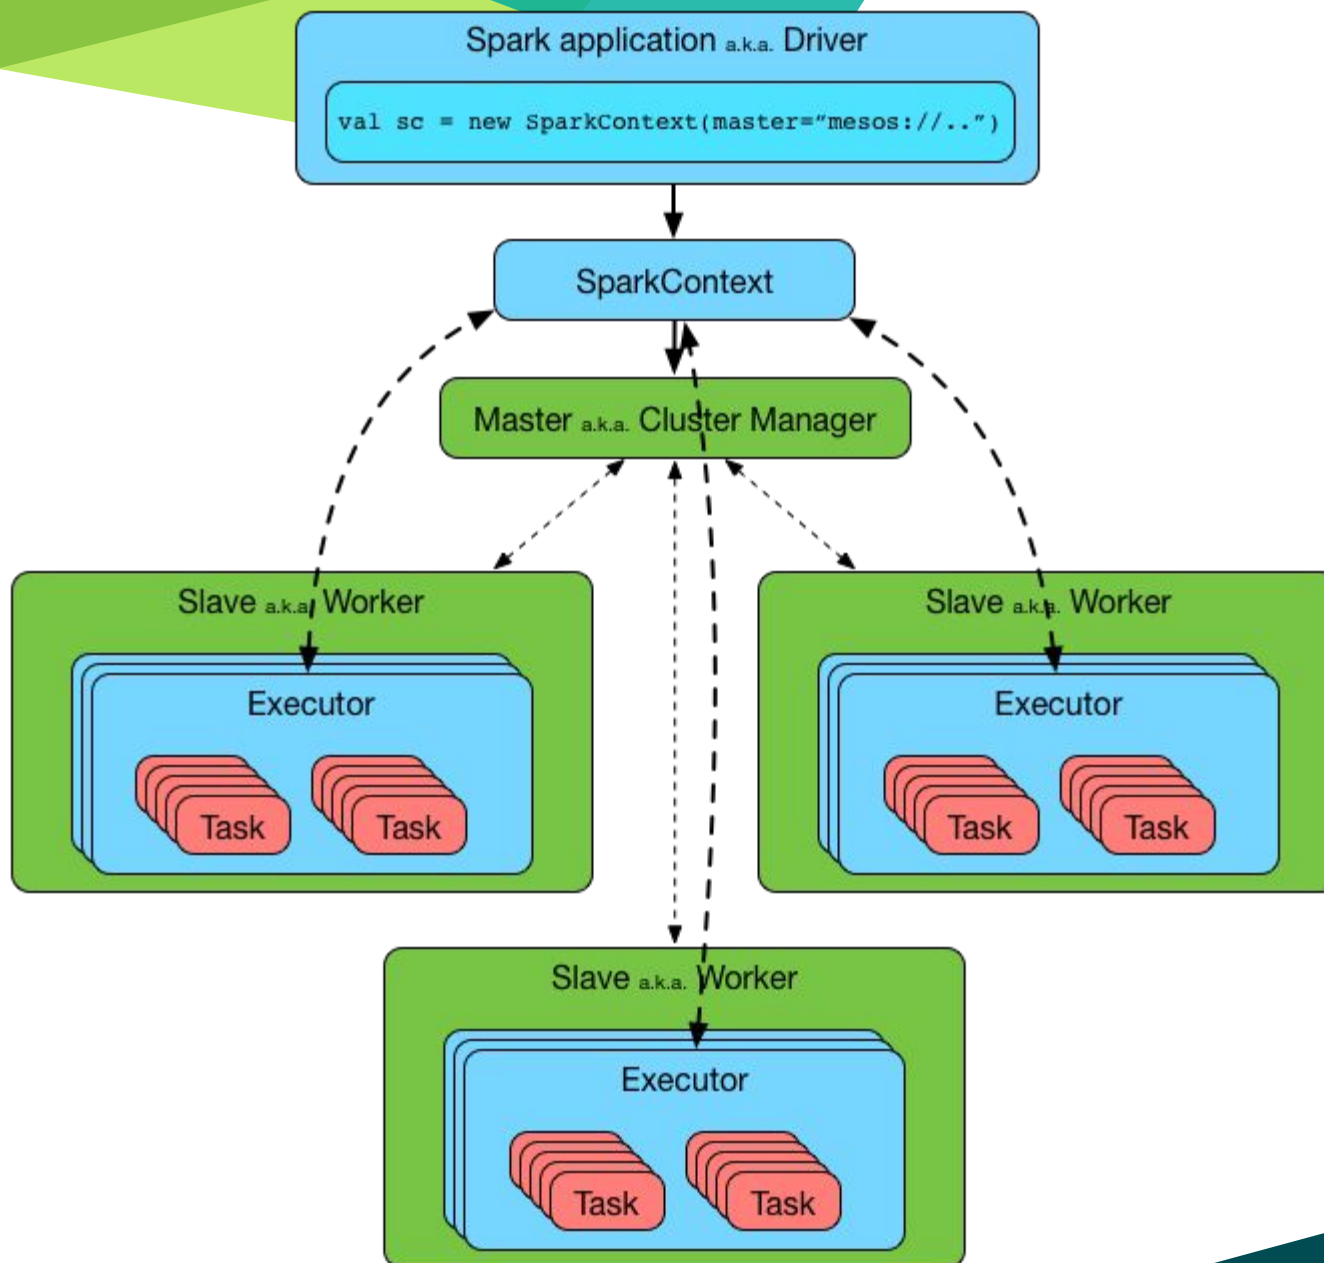 Spark application a.k.a. Driver
val sc = new SparkContext(master=“mesos://..”)
SparkContext
Master a.k.a. Cluster Manager
Slave a.k.a. Worker
Executor
Task
Task
Slave a.k.a. Worker
Executor
Task
Task
Slave a.k.a. Worker
Executor
Task
Task